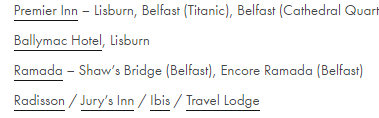 Premier Inn – Lisburn, Belfast (Titanic), Belfast (Cathedral Quart
Ballymac Hotel, Lisburn
Ramada – Shaw's Bridge (Belfast), Encore Ramada (Belfast)
Radisson / Jury's Inn / Ibis / Travel Lodge